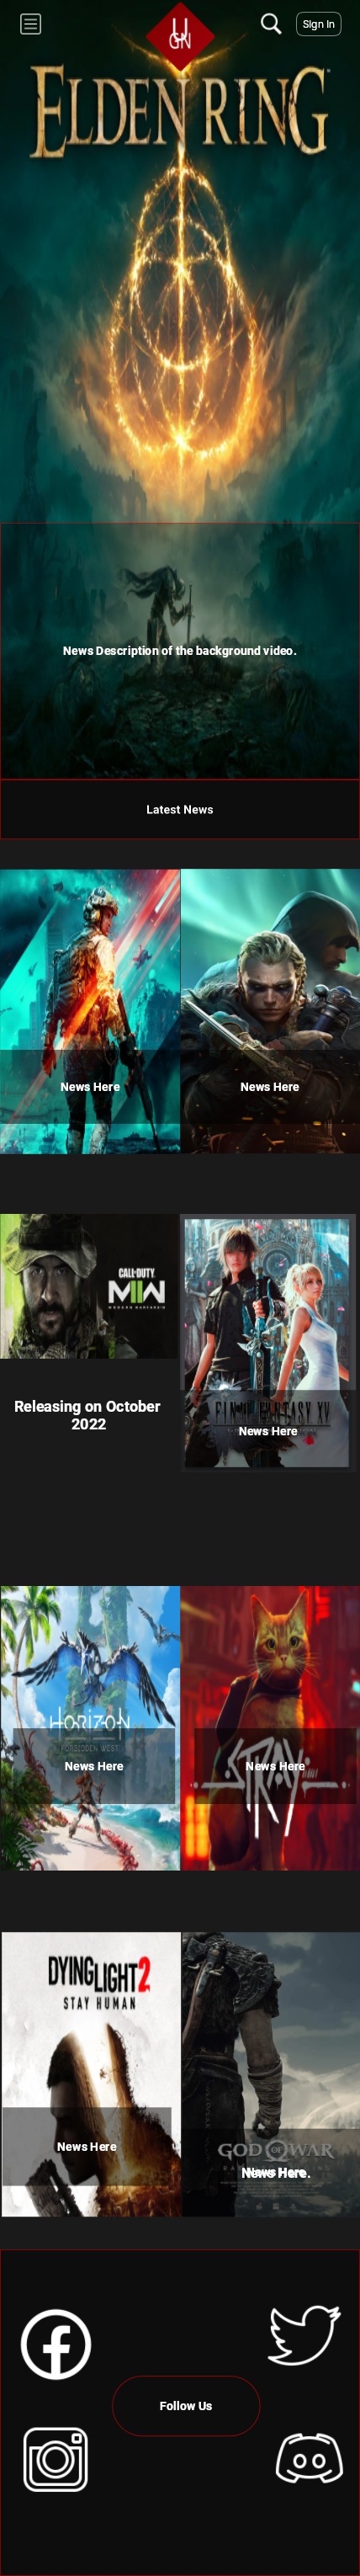 UGN
Sign In
ELDEN RING
News Description of the background video.
Latest News
News Here
News Here
CALL OF DUTY
MWII
MODERN WARFARE
Releasing on October
2022
FINAL FANTASY XV
News Here
HORIZON
FORBIDDEN WEST
News Here
STRAY
News Here
DYING LIGHT 2
STAY HUMAN
News Here
GOD OF WAR
RAGNARÖK
News Here.
Follow Us